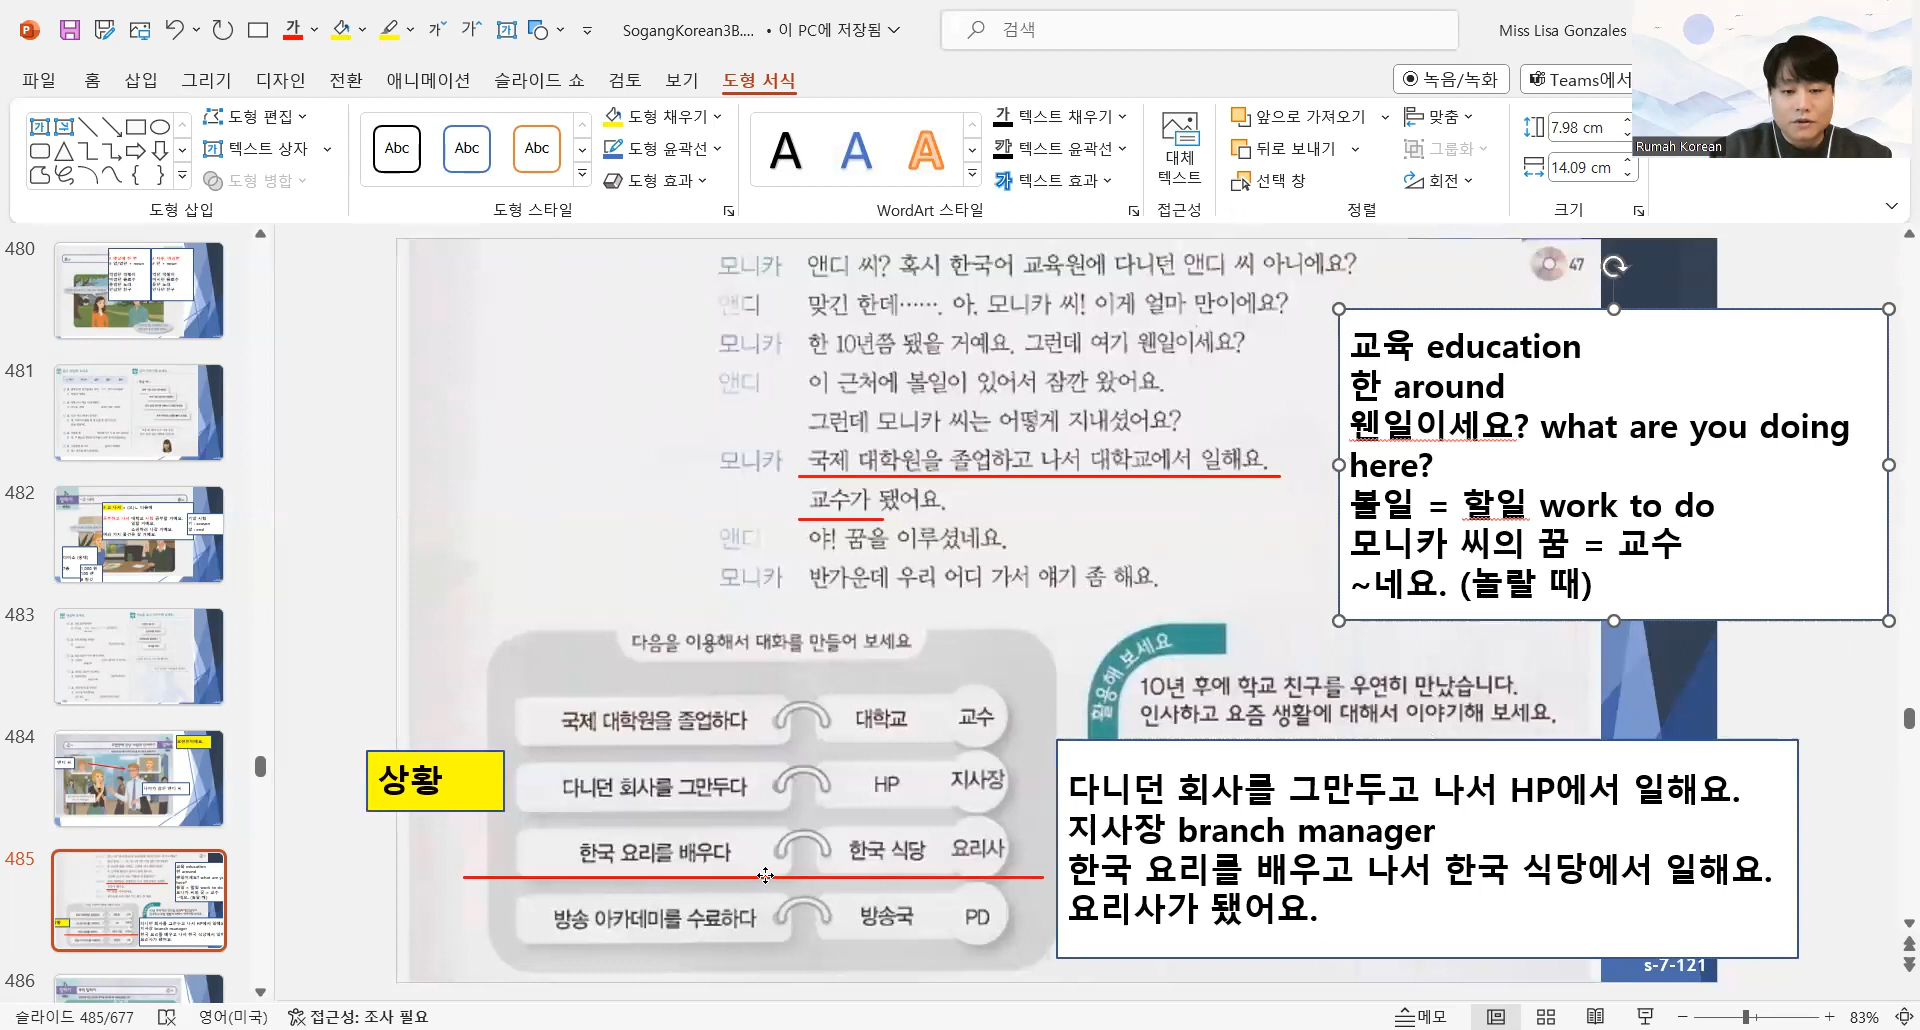 SogangKorean3B.... • 이 PC에 저장됨
검색
Miss Lisa Gonzales
파일 홈 삽입 그리기 디자인 전환 애니메이션 슬라이드 쇼 검토 보기 도형 서식
녹음/녹화
Teams에서
도형 편집
텍스트 상자
도형 병합
도형 삽입
Abc Abc Abc
도형 채우기
도형 윤곽선
도형 효과
도형 스타일
A A A
텍스트 채우기
텍스트 윤곽선
텍스트 효과
WordArt 스타일
대체
텍스트
접근성
앞으로 가져오기
뒤로 보내기
선택 창
맞춤
그룹화
회전
정렬
7.98 cm
14.09 cm
크기
Rumah Korean
480
481
482
483
484
485
486
모니카 앤디 씨? 혹시 한국어 교육원에 다니던 앤디 씨 아니에요?
47
앤디 맞긴 한데……. 아, 모니카 씨! 이게 얼마 만이에요?
모니카 한 10년쯤 됐을 거예요. 그런데 여기 웬일이세요?
앤디 이 근처에 볼일이 있어서 잠깐 왔어요.
그런데 모니카 씨는 어떻게 지내셨어요?
모니카 국제 대학원을 졸업하고 나서 대학교에서 일해요.
교수가 됐어요.
앤디 야! 꿈을 이루셨네요.
모니카 반가운데 우리 어디 가서 얘기 좀 해요.
교육 education
한 around
웬일이세요? what are you doing
here?
볼일 = 할일 work to do
모니카 씨의 꿈 = 교수
~네요. (놀랄 때)
다음을 이용해서 대화를 만들어 보세요
국제 대학원을 졸업하다 대학교 교수
다니던 회사를 그만두다 HP 지사장
한국 요리를 배우다 한국 식당 요리사
방송 아카데미를 수료하다 방송국 PD
상황
활용해 보세요
10년 후에 학교 친구를 우연히 만났습니다.
인사하고 요즘 생활에 대해서 이야기해 보세요.
다니던 회사를 그만두고 나서 HP에서 일해요.
지사장 branch manager
한국 요리를 배우고 나서 한국 식당에서 일해요.
요리사가 됐어요.
s-7-121
슬라이드 485/677
영어(미국)
접근성: 조사 필요
메모
83%